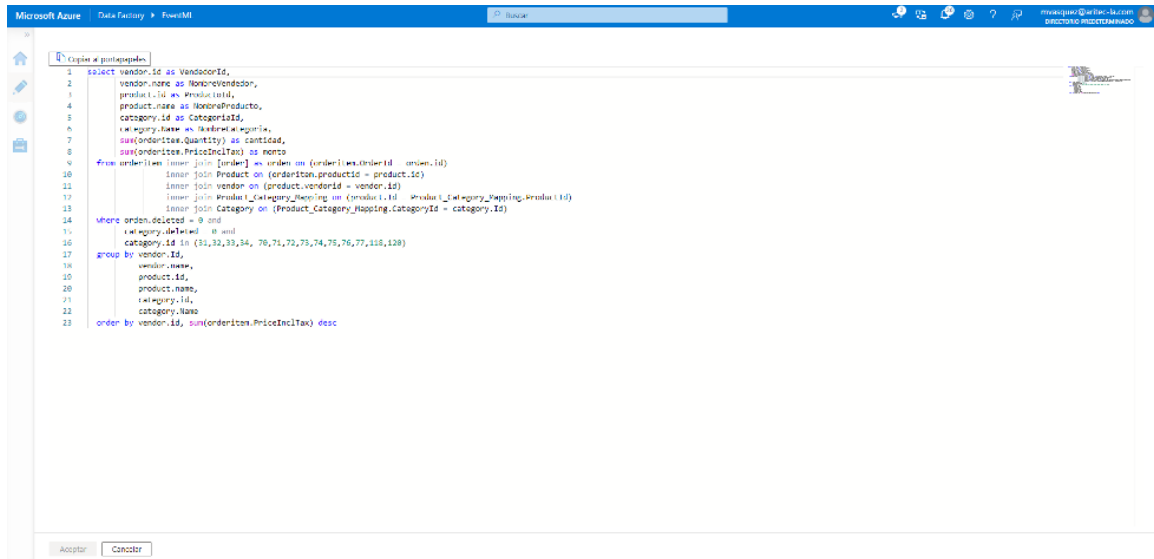 Microsoft Azure Data Factory EventMI Buscar ? mvasquez@aritec-la.com
DIRECTORIO PREDETERMINADO
Copiar al portapapeles
1 select vendor.id as VendedorId,
2 vendor.name as NombreVendedor,
3 product.id as ProductoId,
4 product.name as NombreProducto,
5 category.id as CategoriaId,
6 category.Name as NombreCategoria,
7 sum(orderitem.Quantity) as cantidad,
8 sum(orderitem.PriceInclTax) as monto
9 from orderitem inner join [order] as orden on (orderitem.OrderId = orden.id)
10 inner join Product on (orderitem.productid = product.id)
11 inner join vendor on (product.vendorid = vendor.id)
12 inner join Product_Category_Mapping on (product.Id = Product_Category_Mapping.ProductId)
13 inner join Category on (Product_Category_Mapping.CategoryId = category.Id)
14 where orden.deleted = 0 and
15 category.deleted = 0 and
16 category.id in (31,32,33,34, 70,71,72,73,74,75,76,77,118,120)
17 group by vendor.Id,
18 vendor.name,
19 product.id,
20 product.name,
21 category.id,
22 category.Name
23 order by vendor.id, sum(orderitem.PriceInclTax) desc
Aceptar Cancelar